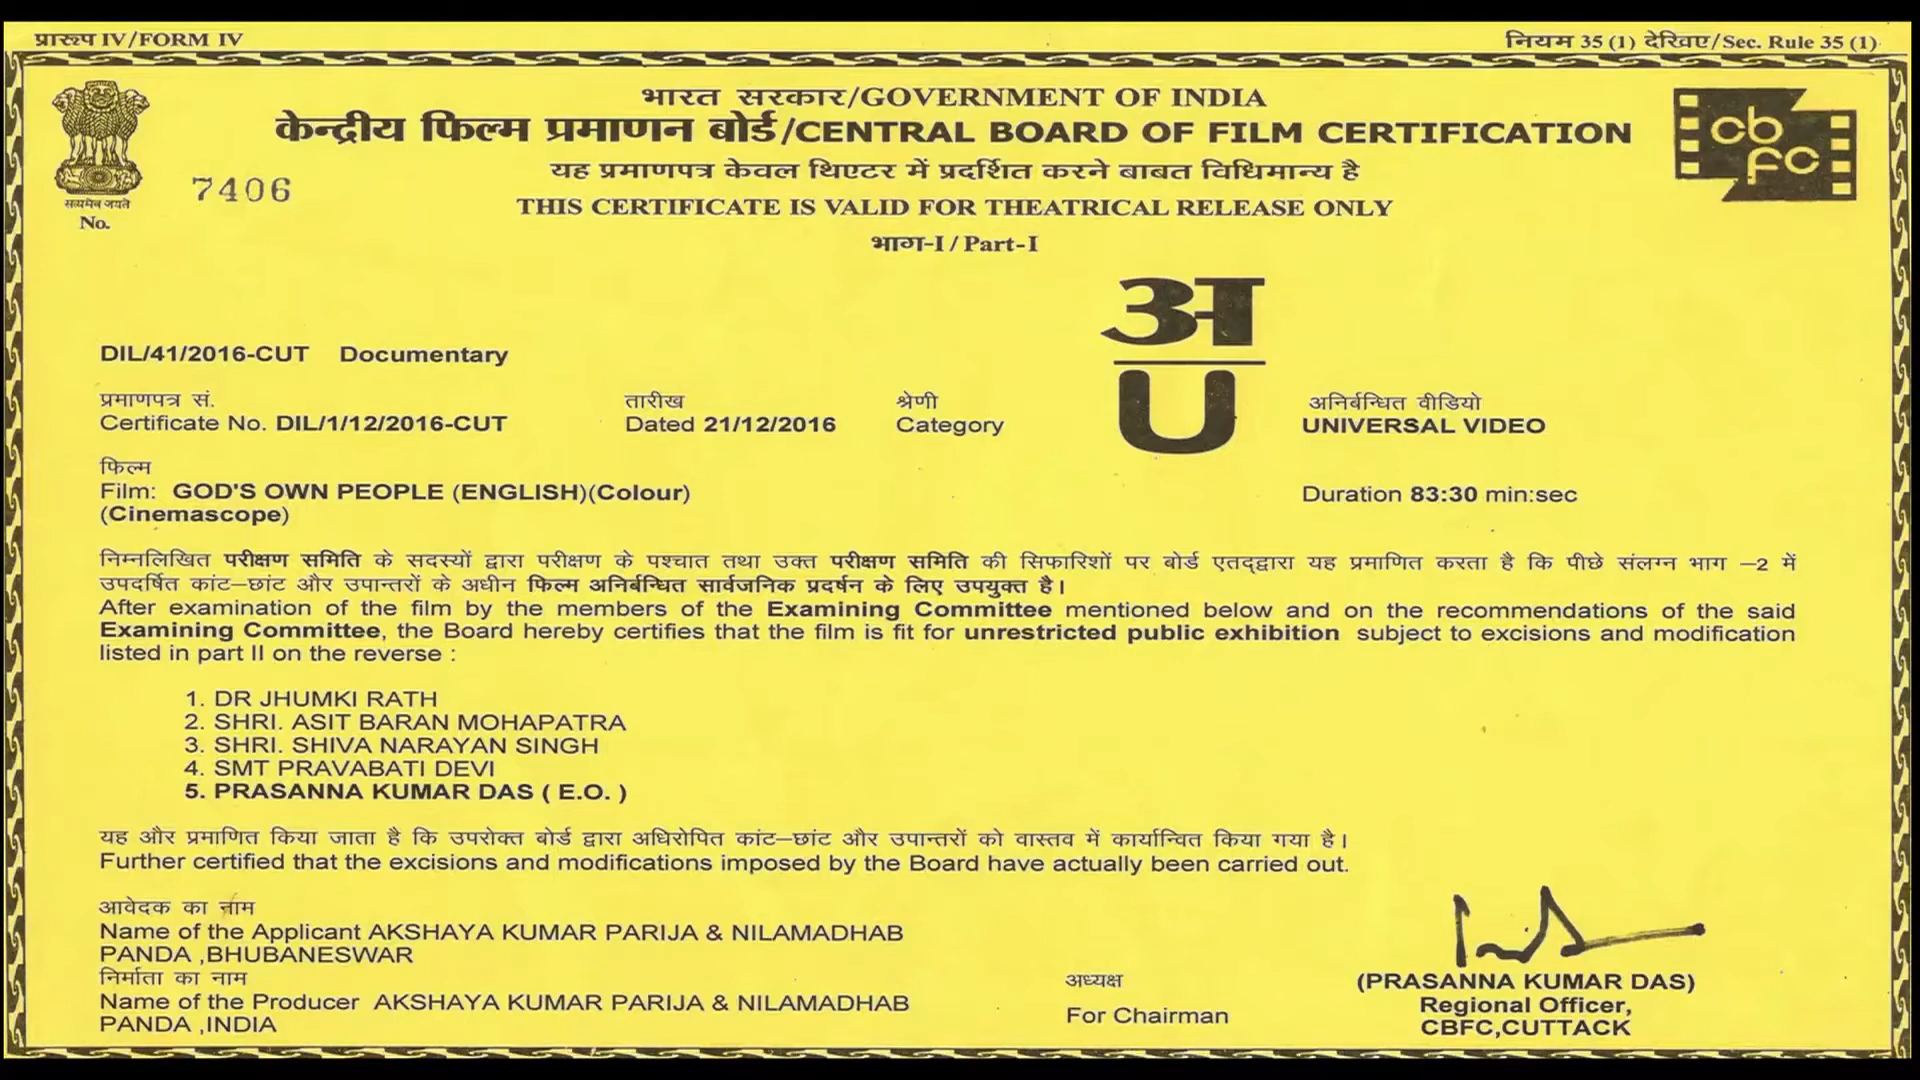 प्रारूप IV/FORM IV
नियम 35 (1) देखिए/Sec. Rule 35 (1)
भारत सरकार/GOVERNMENT OF INDIA
केन्द्रीय फिल्म प्रमाणन बोर्ड/CENTRAL BOARD OF FILM CERTIFICATION
cb
fc
यह प्रमाणपत्र केवल थिएटर में प्रदर्शित करने बाबत विधिमान्य है
7406
सत्यमेव जयते
THIS CERTIFICATE IS VALID FOR THEATRICAL RELEASE ONLY
No.
भाग-I / Part-I
अ
U
DIL/41/2016-CUT Documentary
प्रमाणपत्र सं. तारीख श्रेणी अनिर्बन्धित वीडियो
Certificate No. DIL/1/12/2016-CUT Dated 21/12/2016 Category UNIVERSAL VIDEO
फिल्म
Film: GOD'S OWN PEOPLE (ENGLISH)(Colour) Duration 83:30 min:sec
(Cinemascope)
निम्नलिखित परीक्षण समिति के सदस्यों द्वारा परीक्षण के पश्चात तथा उक्त परीक्षण समिति की सिफारिशों पर बोर्ड एतद्द्वारा यह प्रमाणित करता है कि पीछे संलग्न भाग –2 में
उपदर्षित कांट–छांट और उपान्तरों के अधीन फिल्म अनिर्बन्धित सार्वजनिक प्रदर्षन के लिए उपयुक्त है।
After examination of the film by the members of the Examining Committee mentioned below and on the recommendations of the said
Examining Committee, the Board hereby certifies that the film is fit for unrestricted public exhibition subject to excisions and modification
listed in part II on the reverse :
1. DR JHUMKI RATH
2. SHRI. ASIT BARAN MOHAPATRA
3. SHRI. SHIVA NARAYAN SINGH
4. SMT PRAVABATI DEVI
5. PRASANNA KUMAR DAS ( E.O. )
यह और प्रमाणित किया जाता है कि उपरोक्त बोर्ड द्वारा अधिरोपित कांट–छांट और उपान्तरों को वास्तव में कार्यान्वित किया गया है।
Further certified that the excisions and modifications imposed by the Board have actually been carried out.
आवेदक का नाम
Name of the Applicant AKSHAYA KUMAR PARIJA & NILAMADHAB
PANDA ,BHUBANESWAR
निर्माता का नाम
Name of the Producer AKSHAYA KUMAR PARIJA & NILAMADHAB
PANDA ,INDIA
अध्यक्ष
For Chairman
(PRASANNA KUMAR DAS)
Regional Officer,
CBFC,CUTTACK